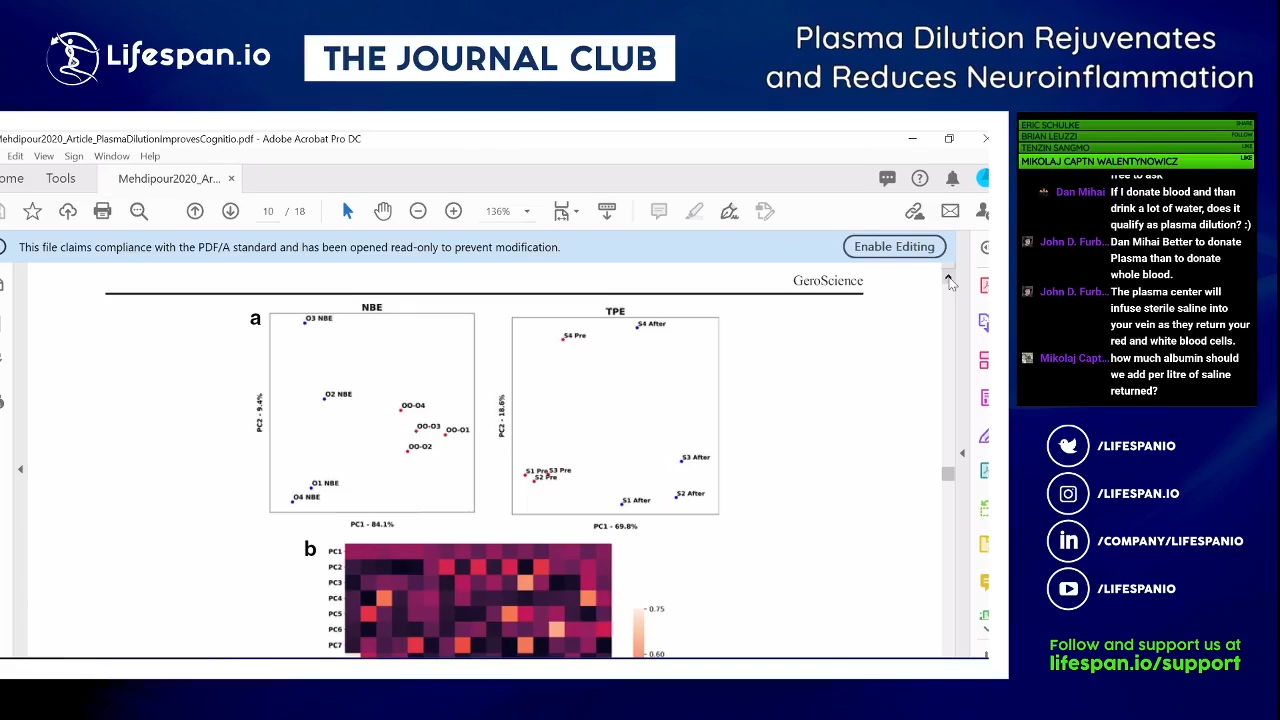 Lifespan.io
THE JOURNAL CLUB
Plasma Dilution Rejuvenates
and Reduces Neuroinflammation
Mehdipour2020_Article_PlasmaDilutionImprovesCognitio.pdf - Adobe Acrobat Pro
Edit View Sign Window Help
ome Tools Mehdipour2020_Ar... ×
10 / 18 136%
This file claims compliance with the PDF/A standard and has been opened read-only to prevent modification.
Enable Editing
GeroScience
a
NBE
O3 NBE
O2 NBE
OO-O4
OO-O3
OO-O1
OO-O2
O1 NBE
O4 NBE
PC2 - 9.4%
PC1 - 84.1%
TPE
S4 After
S4 Pre
S3 After
S1 Pre
S3 Pre
S2 Pre
S2 After
S1 After
PC2 - 18.6%
PC1 - 69.8%
b
PC1
PC2
PC3
PC4
PC5
PC6
PC7
0.75
0.60
ERIC SCHULKE SHARE
BRIAN LEUZZI FOLLOW
TENZIN SANGMO LIKE
MIKOLAJ CAPTN WALENTYNOWICZ LIKE
free to ask
Dan Mihai If I donate blood and than
drink a lot of water, does it
qualify as plasma dilution? :)
John D. Furb... Dan Mihai Better to donate
Plasma than to donate
whole blood.
John D. Furb... The plasma center will
infuse sterile saline into
your vein as they return your
red and white blood cells.
Mikolaj Capt... how much albumin should
we add per litre of saline
returned?
/LIFESPANIO
/LIFESPAN.IO
/COMPANY/LIFESPANIO
/LIFESPANIO
Follow and support us at
lifespan.io/support